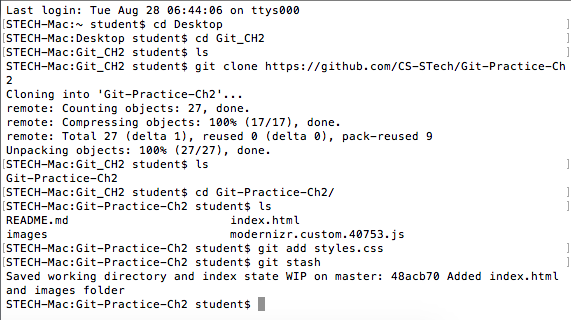 Last login: Tue Aug 28 06:44:06 on ttys000
[STECH-Mac:~ student$ cd Desktop ]
[STECH-Mac:Desktop student$ cd Git_CH2 ]
[STECH-Mac:Git_CH2 student$ ls ]
[STECH-Mac:Git_CH2 student$ git clone https://github.com/CS-STech/Git-Practice-Ch]
2
Cloning into 'Git-Practice-Ch2'...
remote: Counting objects: 27, done.
remote: Compressing objects: 100% (17/17), done.
remote: Total 27 (delta 1), reused 0 (delta 0), pack-reused 9
Unpacking objects: 100% (27/27), done.
[STECH-Mac:Git_CH2 student$ ls ]
Git-Practice-Ch2
[STECH-Mac:Git_CH2 student$ cd Git-Practice-Ch2/ ]
[STECH-Mac:Git-Practice-Ch2 student$ ls ]
README.md index.html
images modernizr.custom.40753.js
[STECH-Mac:Git-Practice-Ch2 student$ git add styles.css ]
[STECH-Mac:Git-Practice-Ch2 student$ git stash ]
Saved working directory and index state WIP on master: 48acb70 Added index.html
and images folder
STECH-Mac:Git-Practice-Ch2 student$